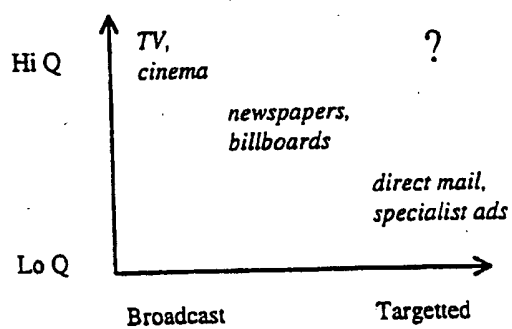 TV,
cinema
?
Hi Q
newspapers,
billboards
direct mail,
specialist ads
Lo Q
Broadcast
Targetted